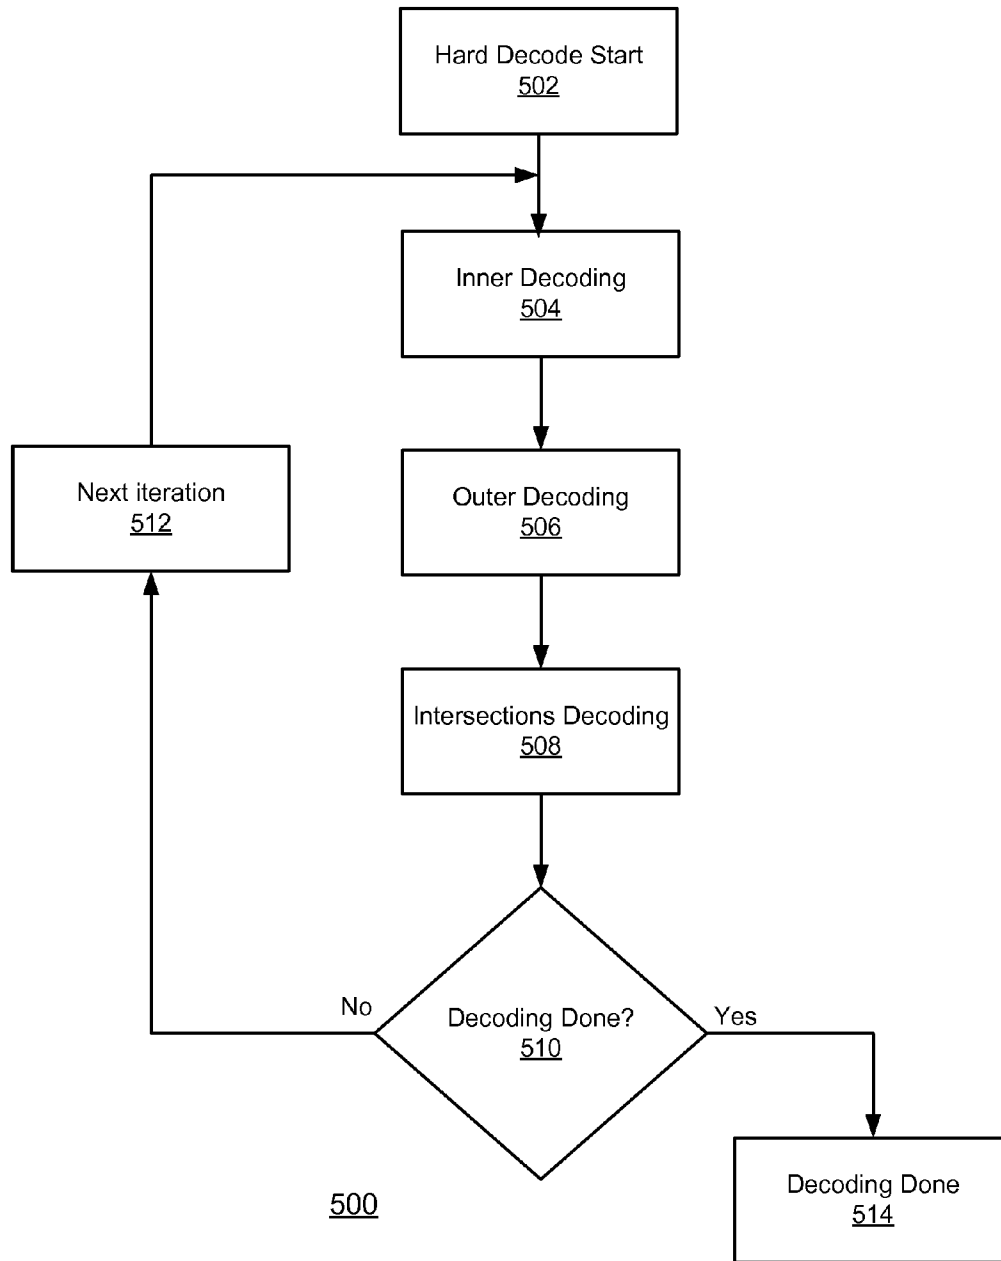 Hard Decode Start
502
Inner Decoding
504
Next iteration
512
Outer Decoding
506
Intersections Decoding
508
No
Decoding Done?
510
Yes
Decoding Done
514
500